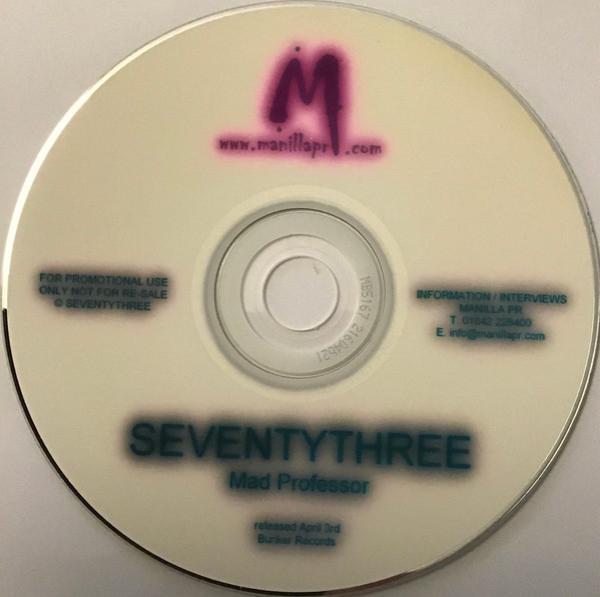 M
www.manillapr.com
FOR PROMOTIONAL USE
ONLY NOT FOR RE-SALE
© SEVENTYTHREE
INFORMATION / INTERVIEWS
MANILLA PR
T. 01642 226400
E. info@manillapr.com
SEVENTYTHREE
Mad Professor
released April 3rd
Bunker Records